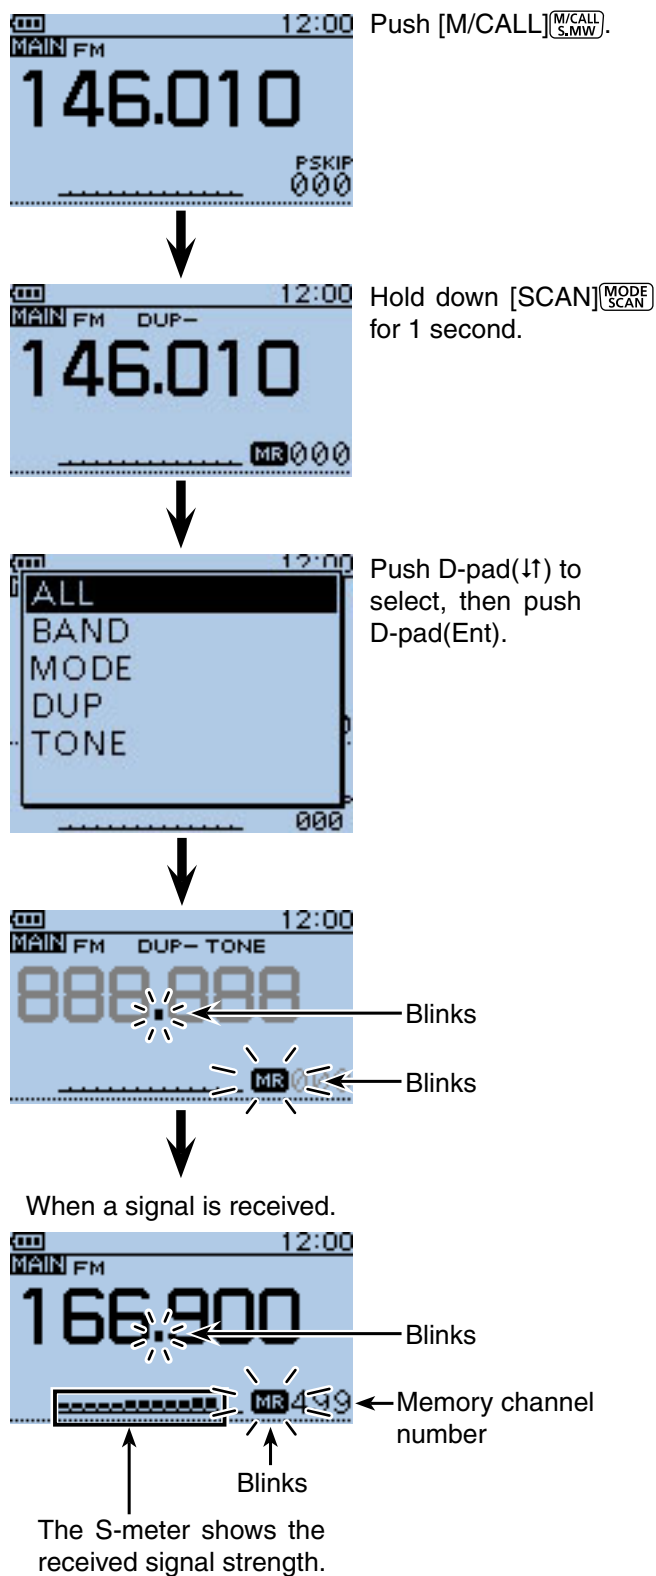 12:00
Push [M/CALL] M/CALL S.MW.
MAIN FM
146.010
PSKIP
000
12:00
Hold down [SCAN] MODE SCAN
for 1 second.
MAIN FM DUP–
146.010
MR 000
12:00
Push D-pad(↓↑) to
select, then push
D-pad(Ent).
ALL
BAND
MODE
DUP
TONE
000
12:00
MAIN FM DUP– TONE
888.888
Blinks
MR
Blinks
When a signal is received.
12:00
MAIN FM
166.900
Blinks
MR 499
Memory channel
number
Blinks
The S-meter shows the
received signal strength.